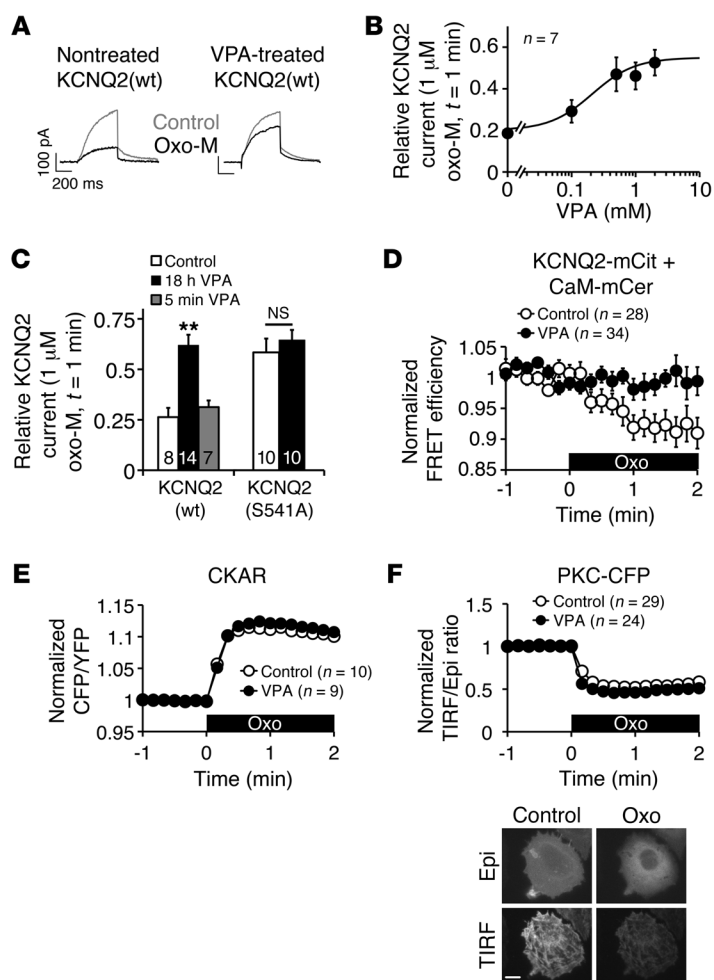 A
Nontreated
KCNQ2(wt)
VPA-treated
KCNQ2(wt)
Control
Oxo-M
100 pA
200 ms
B
Relative KCNQ2
current (1 μM
oxo-M, t = 1 min)
n = 7
0.6
0.4
0.2
0
0
0.1
1
10
VPA (mM)
C
Control
18 h VPA
5 min VPA
Relative KCNQ2
current (1 μM
oxo-M, t = 1 min)
0.75
0.50
0.25
0
**
NS
8
14
7
10
10
KCNQ2
(wt)
KCNQ2
(S541A)
D
KCNQ2-mCit +
CaM-mCer
Control (n = 28)
VPA (n = 34)
Normalized
FRET efficiency
1.05
1
0.95
0.9
0.85
Oxo
-1
0
1
2
Time (min)
E
CKAR
Normalized
CFP/YFP
1.15
1.10
1.05
1
0.95
Control (n = 10)
VPA (n = 9)
Oxo
-1
0
1
2
Time (min)
F
PKC-CFP
Control (n = 29)
VPA (n = 24)
Normalized
TIRF/Epi ratio
1.5
1
0.5
0
Oxo
-1
0
1
2
Time (min)
Control
Oxo
Epi
TIRF